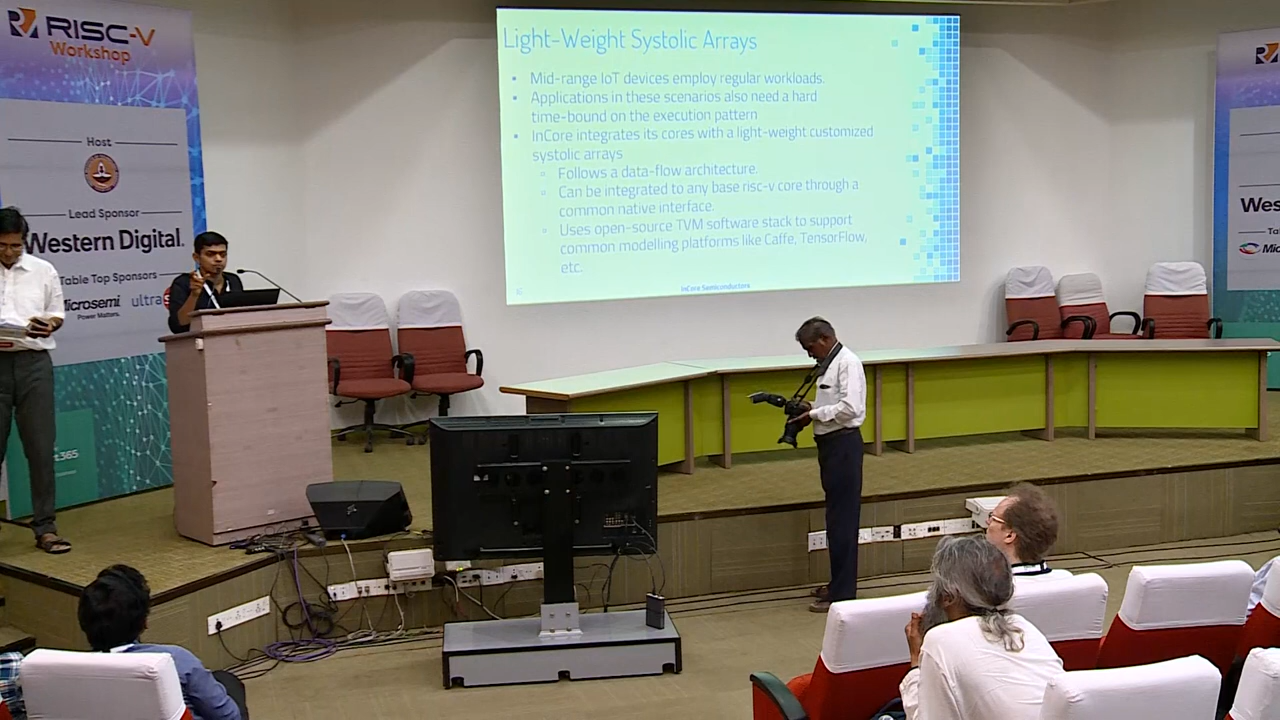 RISC-V
Workshop
Host
Lead Sponsor
Western Digital.
Table Top Sponsors
Microsemi.
Power Matters.
ultra
365
Light-Weight Systolic Arrays
Mid-range IoT devices employ regular workloads.
Applications in these scenarios also need a hard
time-bound on the execution pattern
InCore integrates its cores with a light-weight customized
systolic arrays
Follows a data-flow architecture.
Can be integrated to any base risc-v core through a
common native interface.
Uses open-source TVM software stack to support
common modelling platforms like Caffe, TensorFlow,
etc.
InCore Semiconductors
Wes
Ta
Mic